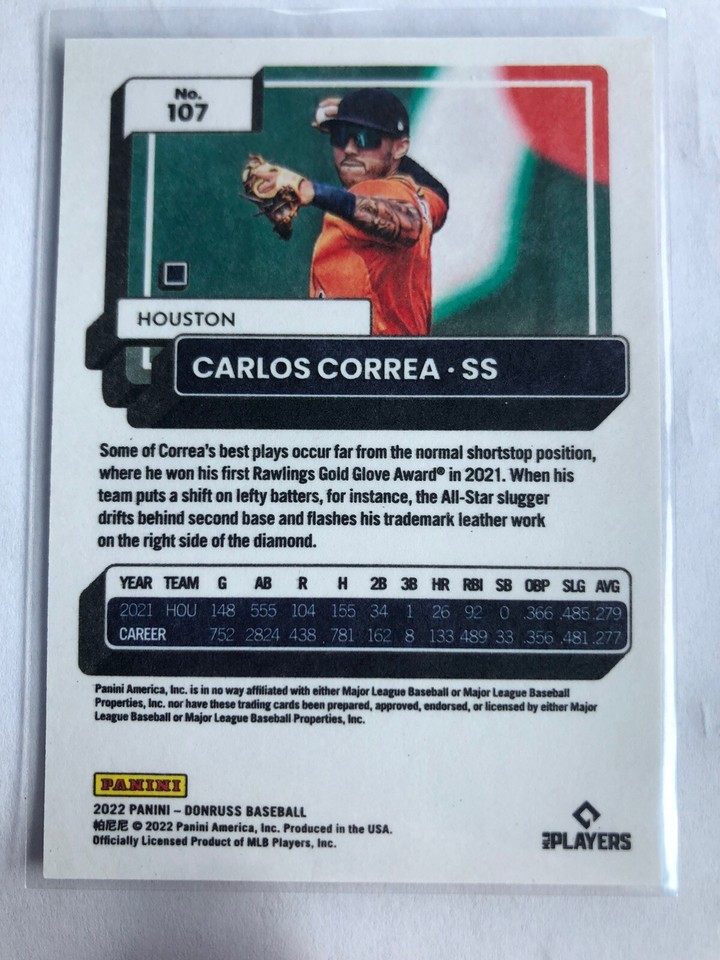 No.
107
HOUSTON
CARLOS CORREA · SS
Some of Correa's best plays occur far from the normal shortstop position,
where he won his first Rawlings Gold Glove Award® in 2021. When his
team puts a shift on lefty batters, for instance, the All-Star slugger
drifts behind second base and flashes his trademark leather work
on the right side of the diamond.
YEAR TEAM G AB R H 2B 3B HR RBI SB OBP SLG AVG
2021 HOU 148 555 104 155 34 1 26 92 0 .366 .485 .279
CAREER 752 2824 438 781 162 8 133 489 33 .356 .481 .277
Panini America, Inc. is in no way affiliated with either Major League Baseball or Major League Baseball
Properties, Inc. nor have these trading cards been prepared, approved, endorsed, or licensed by either Major
League Baseball or Major League Baseball Properties, Inc.
PANINI
2022 PANINI – DONRUSS BASEBALL
帕尼尼 © 2022 Panini America, Inc. Produced in the USA.
Officially Licensed Product of MLB Players, Inc.
MLB PLAYERS